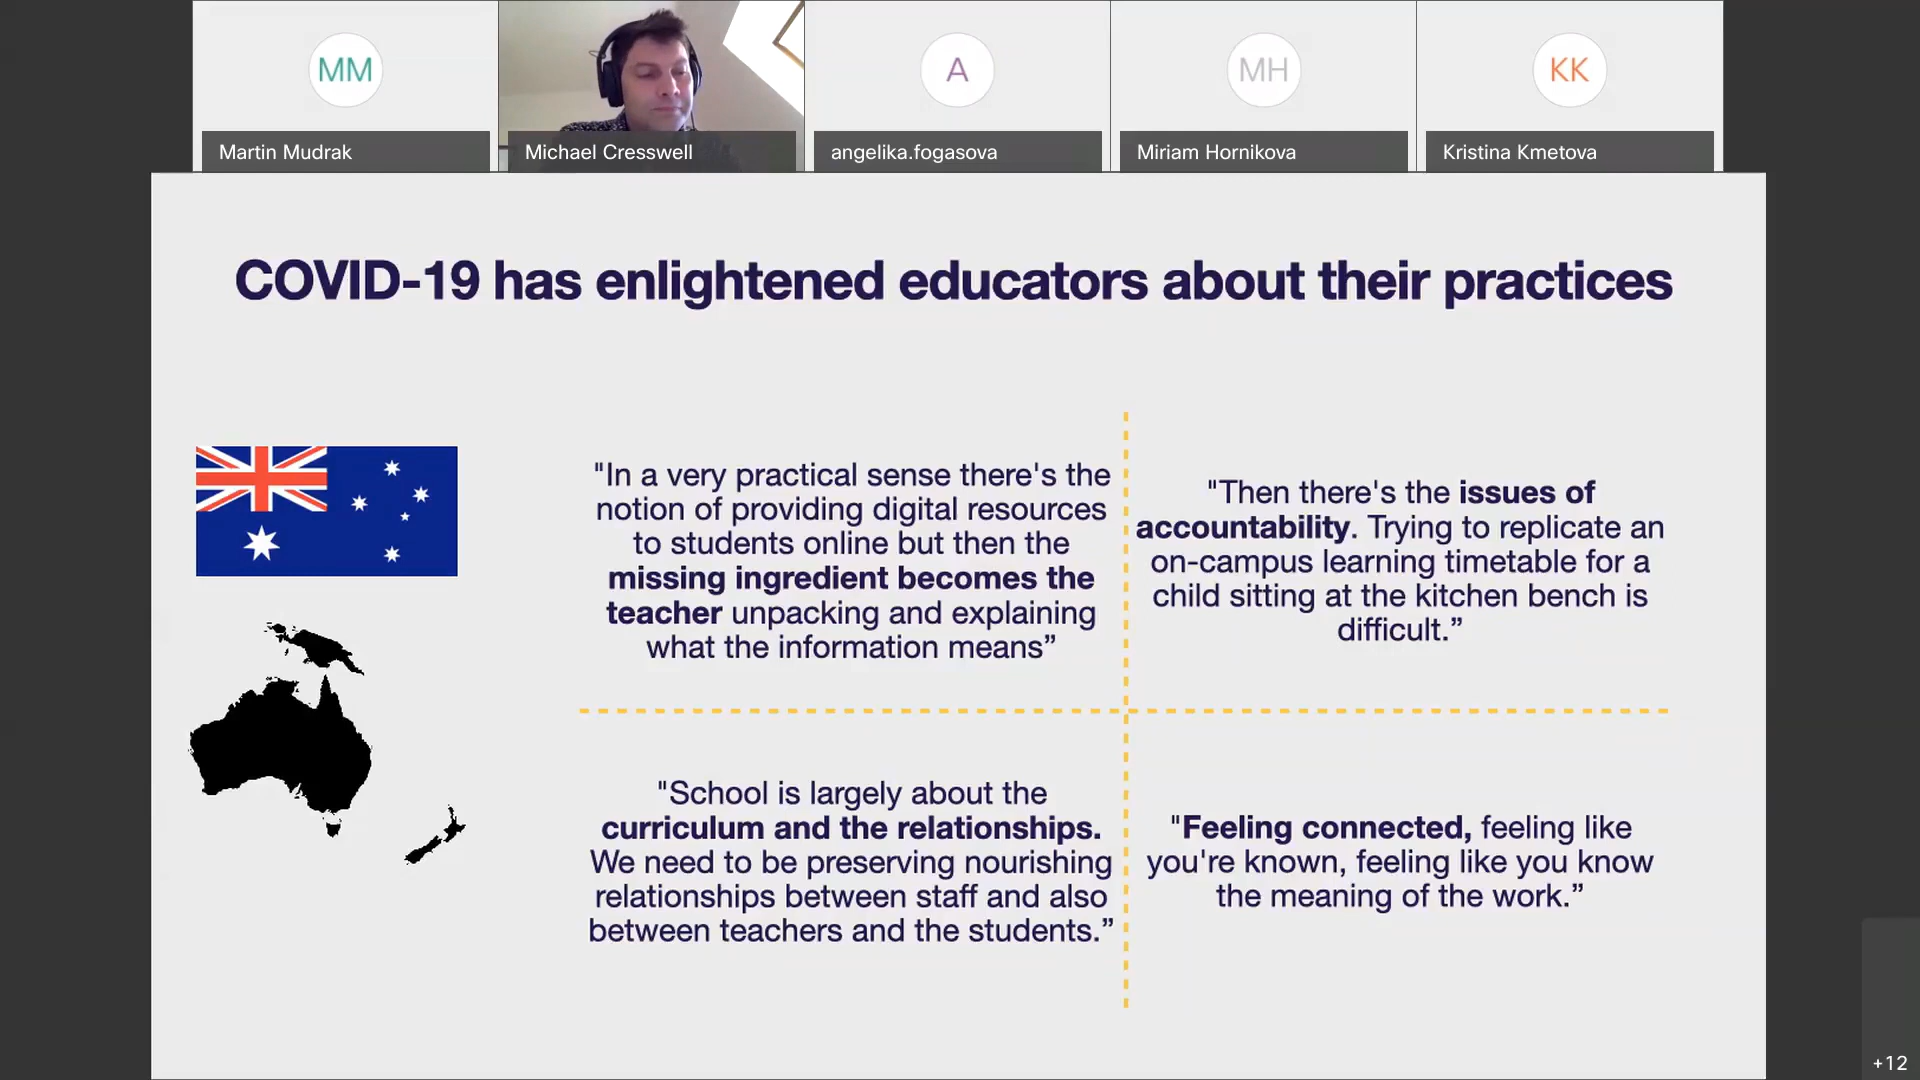 MM
A
MH
KK
Martin Mudrak
Michael Cresswell
angelika.fogasova
Miriam Hornikova
Kristina Kmetova
COVID-19 has enlightened educators about their practices
"In a very practical sense there's the
notion of providing digital resources
to students online but then the
missing ingredient becomes the
teacher unpacking and explaining
what the information means”
"Then there's the issues of
accountability. Trying to replicate an
on-campus learning timetable for a
child sitting at the kitchen bench is
difficult.”
"School is largely about the
curriculum and the relationships.
We need to be preserving nourishing
relationships between staff and also
between teachers and the students.”
"Feeling connected, feeling like
you're known, feeling like you know
the meaning of the work.”
+12